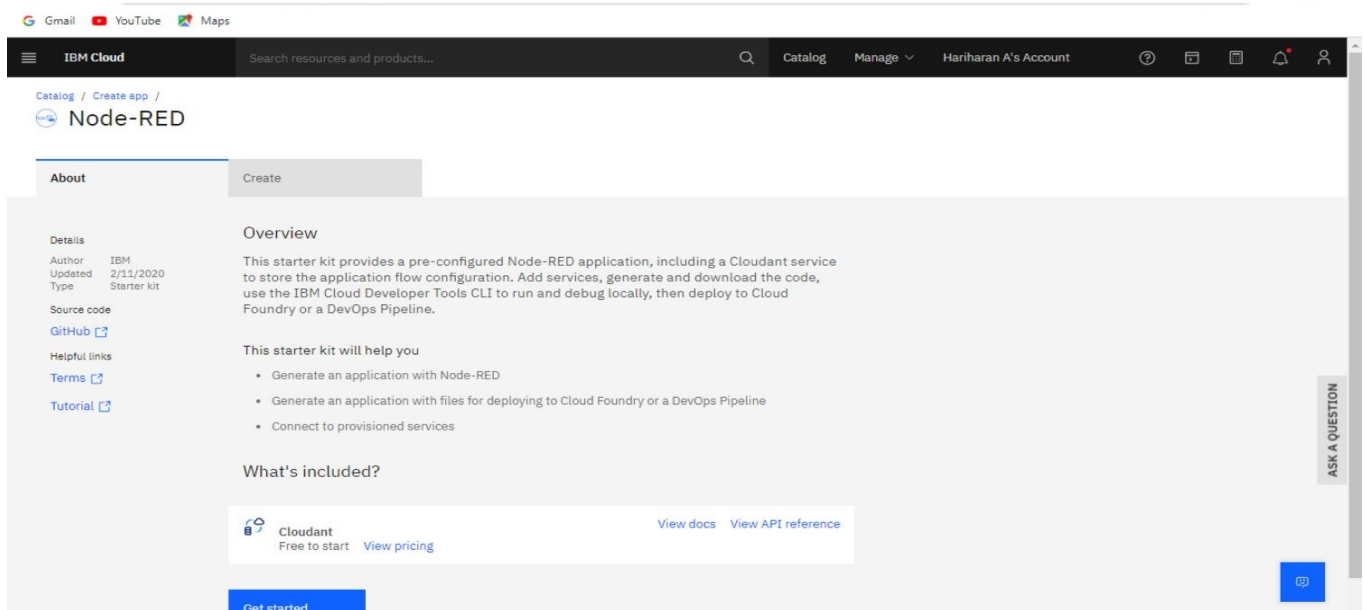 Gmail YouTube Maps
IBM Cloud Search resources and products... Catalog Manage Hariharan A's Account
Catalog / Create app /
Node-RED
About Create
Details
Author IBM
Updated 2/11/2020
Type Starter kit
Source code
GitHub
Helpful links
Terms
Tutorial
Overview
This starter kit provides a pre-configured Node-RED application, including a Cloudant service
to store the application flow configuration. Add services, generate and download the code,
use the IBM Cloud Developer Tools CLI to run and debug locally, then deploy to Cloud
Foundry or a DevOps Pipeline.
This starter kit will help you
• Generate an application with Node-RED
• Generate an application with files for deploying to Cloud Foundry or a DevOps Pipeline
• Connect to provisioned services
What's included?
Cloudant View docs View API reference
Free to start View pricing
Get started
ASK A QUESTION